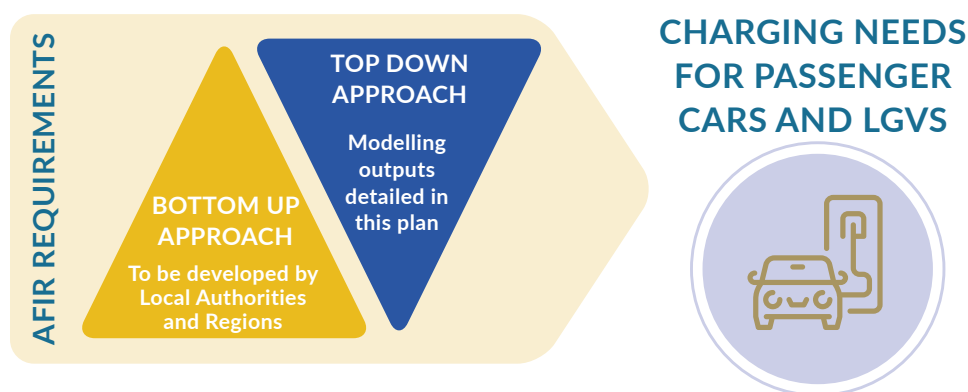 AFIR REQUIREMENTS
BOTTOM UP
APPROACH
To be developed by
Local Authorities
and Regions
TOP DOWN
APPROACH
Modelling
outputs
detailed in
this plan
CHARGING NEEDS
FOR PASSENGER
CARS AND LGVS